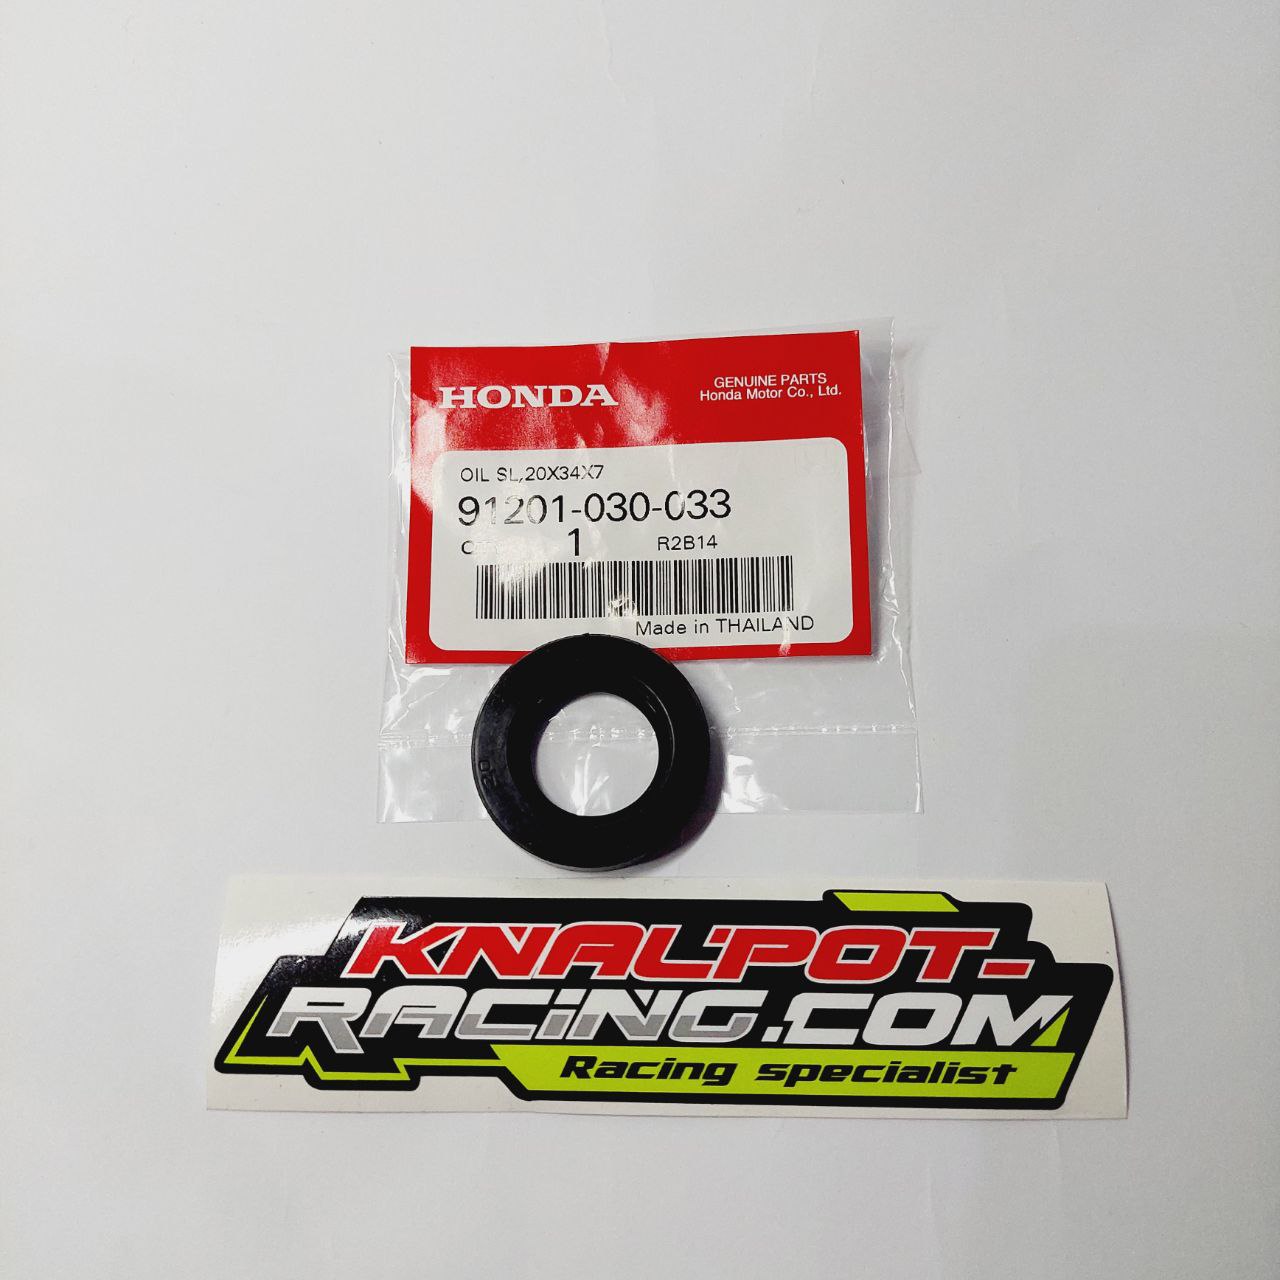 HONDA
GENUINE PARTS
Honda Motor Co., Ltd.
OIL SL,20X34X7
91201-030-033
1 R2B14
Made in THAILAND
20
KNALPOT-
RACING.COM
Racing specialist